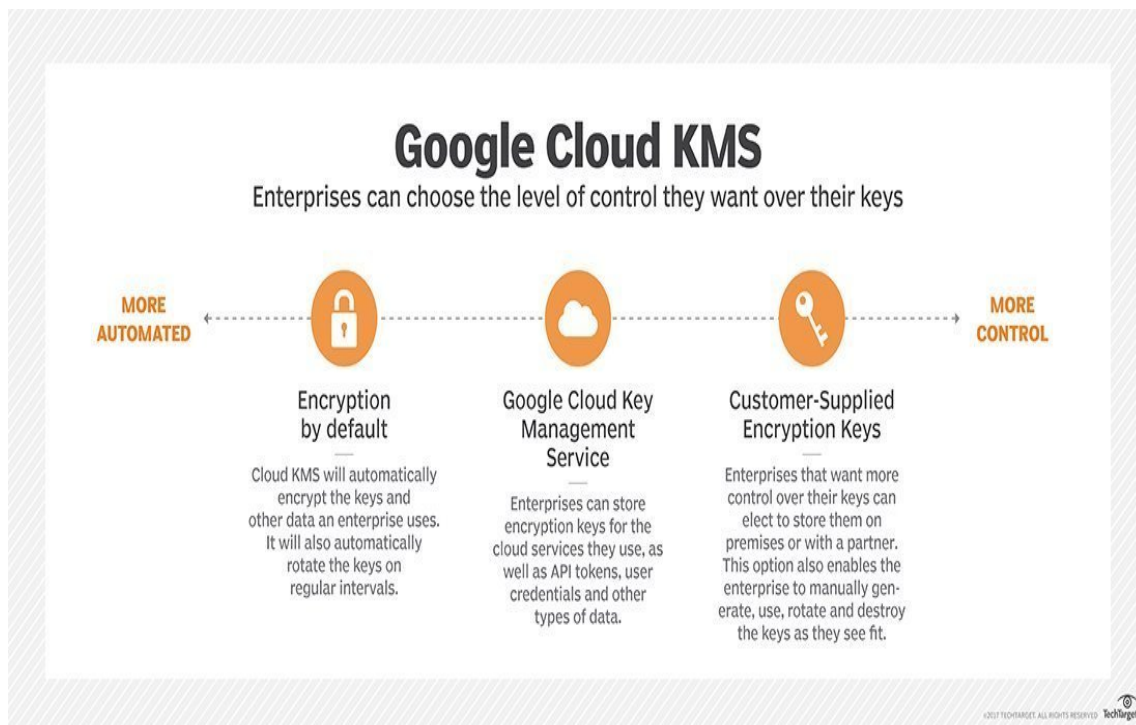 Google Cloud KMS
Enterprises can choose the level of control they want over their keys
MORE
AUTOMATED
MORE
CONTROL
Encryption
by default
Cloud KMS will automatically
encrypt the keys and
other data an enterprise uses.
It will also automatically
rotate the keys on
regular intervals.
Google Cloud Key
Management
Service
Enterprises can store
encryption keys for the
cloud services they use, as
well as API tokens, user
credentials and other
types of data.
Customer-Supplied
Encryption Keys
Enterprises that want more
control over their keys can
elect to store them on
premises or with a partner.
This option also enables the
enterprise to manually gen-
erate, use, rotate and destroy
the keys as they see fit.
©2017 TECHTARGET. ALL RIGHTS RESERVED TechTarget